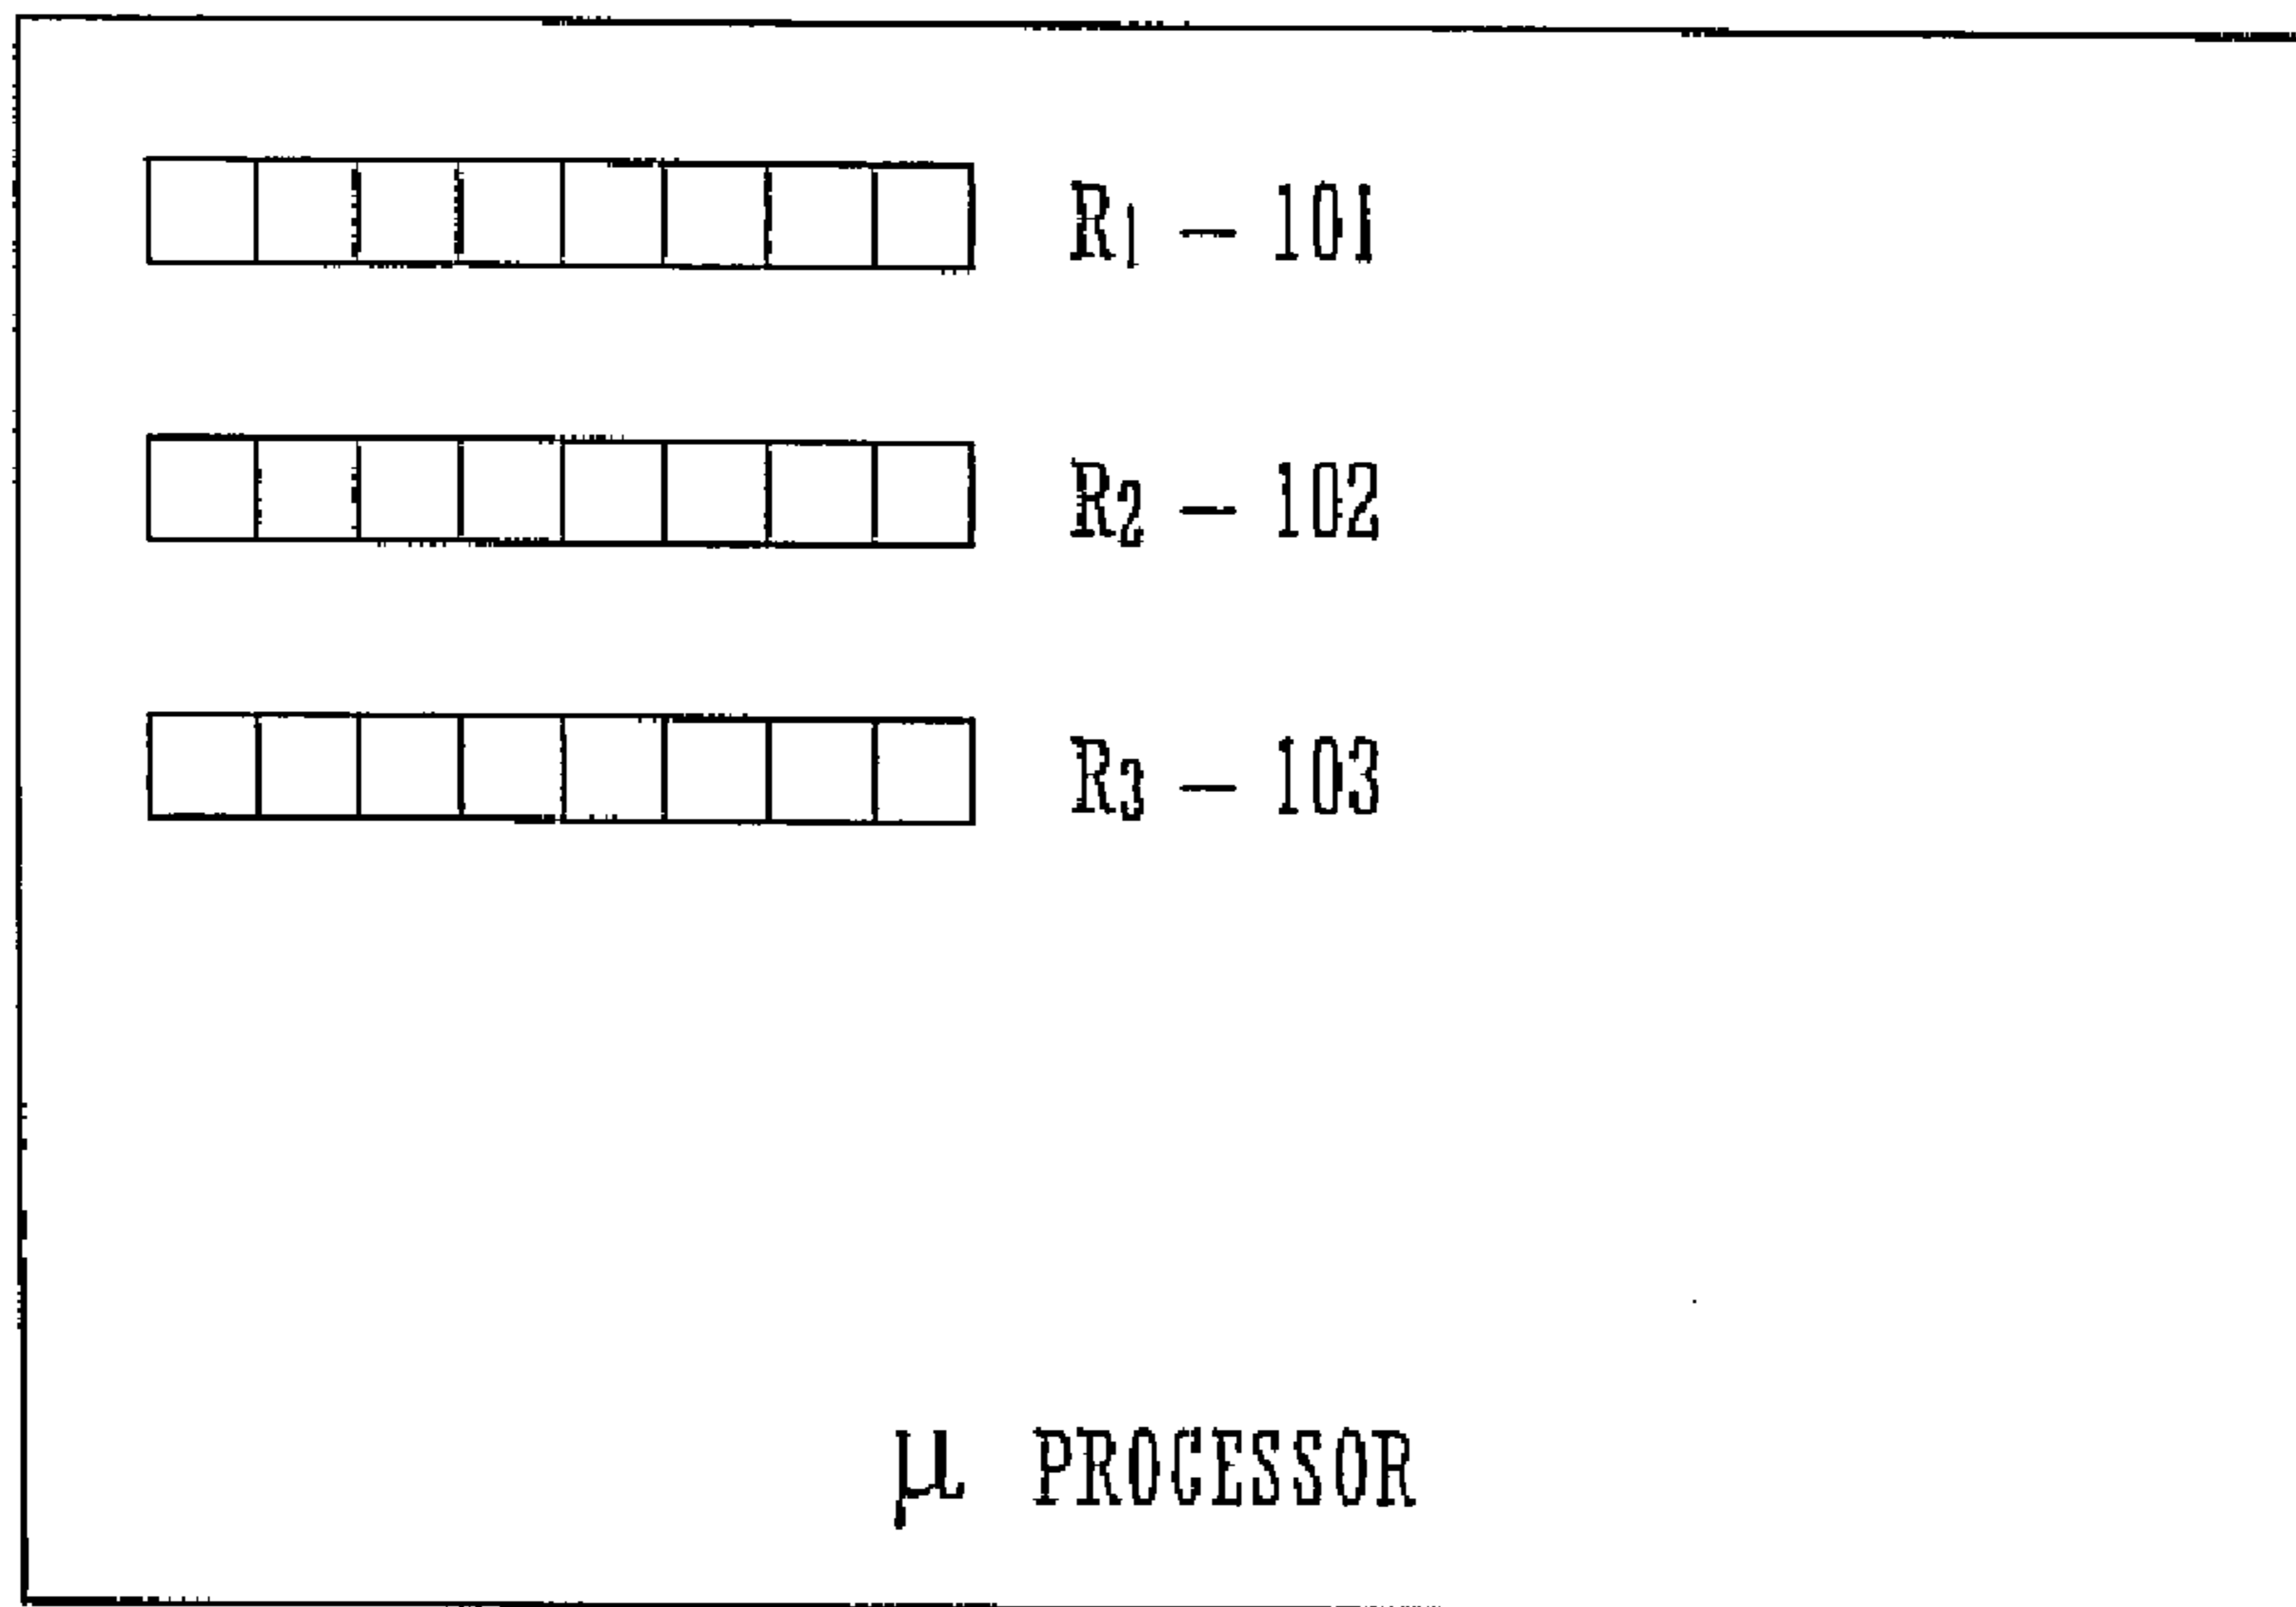 R1 — 101
R2 — 102
R3 — 103
µ PROCESSOR